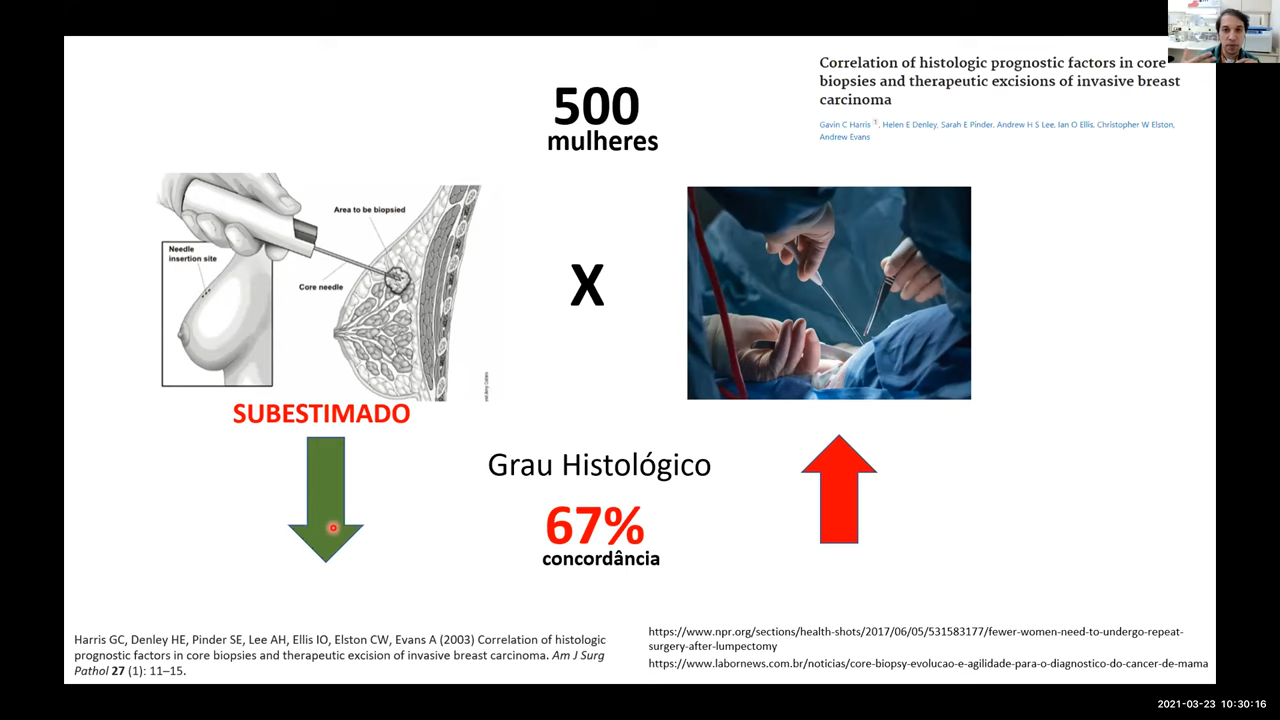 500
mulheres
Correlation of histologic prognostic factors in core
biopsies and therapeutic excisions of invasive breast
carcinoma
Gavin C Harris 1, Helen E Denley, Sarah E Pinder, Andrew H S Lee, Ian O Ellis, Christopher W Elston,
Andrew Evans
Area to be biopsied
Needle
insertion site
Core needle
X
SUBESTIMADO
Grau Histológico
67%
concordância
Harris GC, Denley HE, Pinder SE, Lee AH, Ellis IO, Elston CW, Evans A (2003) Correlation of histologic
prognostic factors in core biopsies and therapeutic excision of invasive breast carcinoma. Am J Surg
Pathol 27 (1): 11–15.
https://www.npr.org/sections/health-shots/2017/06/05/531583177/fewer-women-need-to-undergo-repeat-
surgery-after-lumpectomy
https://www.labornews.com.br/noticias/core-biopsy-evolucao-e-agilidade-para-o-diagnostico-do-cancer-de-mama
2021-03-23 10:30:16